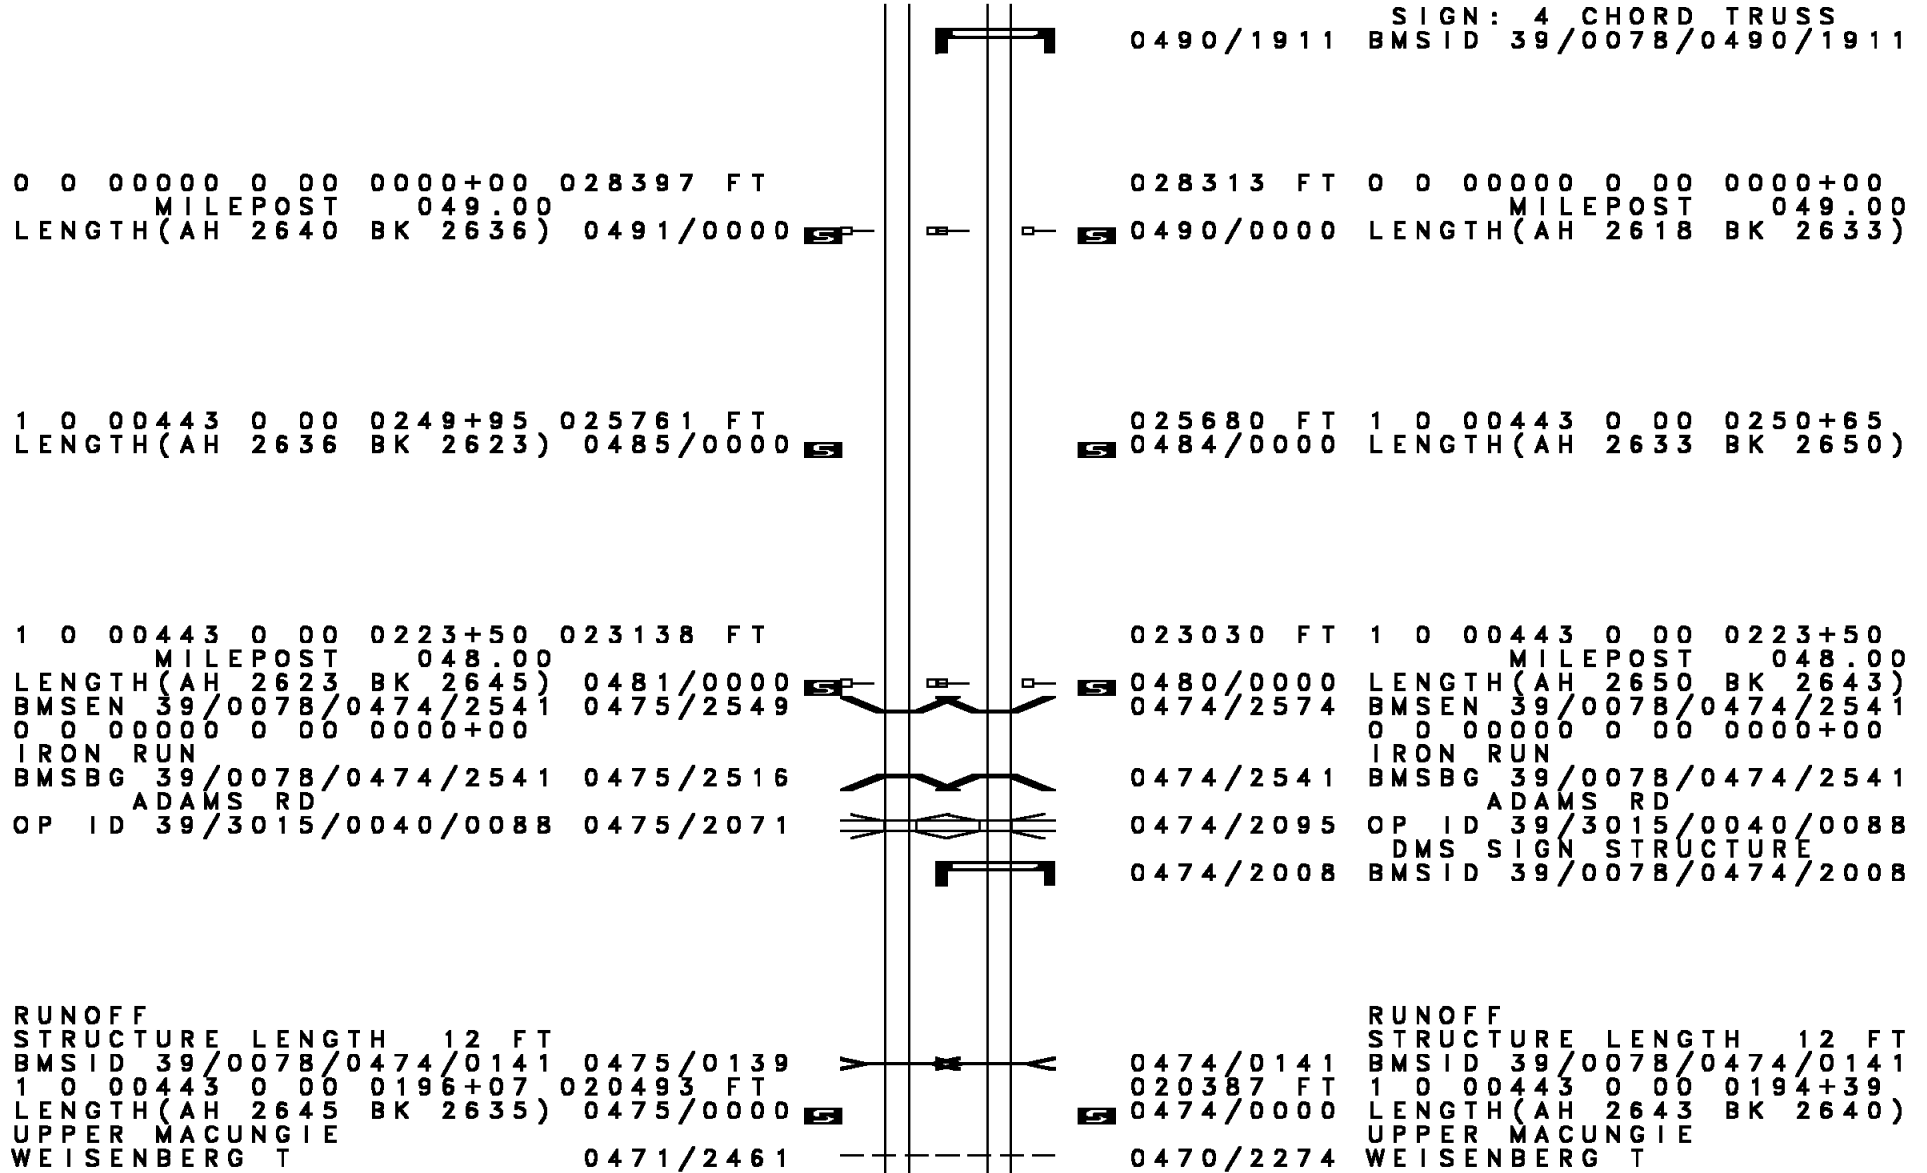 SIGN: 4 CHORD TRUSS
0490/1911 BMSID 39/0078/0490/1911
0 0 00000 0 00 0000+00 028397 FT 028313 FT 0 0 00000 0 00 0000+00
MILEPOST 049.00 MILEPOST 049.00
LENGTH(AH 2640 BK 2636) 0491/0000 S S 0490/0000 LENGTH(AH 2618 BK 2633)
1 0 00443 0 00 0249+95 025761 FT 025680 FT 1 0 00443 0 00 0250+65
LENGTH(AH 2636 BK 2623) 0485/0000 S S 0484/0000 LENGTH(AH 2633 BK 2650)
1 0 00443 0 00 0223+50 023138 FT 023030 FT 1 0 00443 0 00 0223+50
MILEPOST 048.00 MILEPOST 048.00
LENGTH(AH 2623 BK 2645) 0481/0000 S S 0480/0000 LENGTH(AH 2650 BK 2643)
BMSEN 39/0078/0474/2541 0475/2549 0474/2574 BMSEN 39/0078/0474/2541
0 0 00000 0 00 0000+00 0 0 00000 0 00 0000+00
IRON RUN IRON RUN
BMSBG 39/0078/0474/2541 0475/2516 0474/2541 BMSBG 39/0078/0474/2541
ADAMS RD ADAMS RD
OP ID 39/3015/0040/0088 0475/2071 0474/2095 OP ID 39/3015/0040/0088
DMS SIGN STRUCTURE
0474/2008 BMSID 39/0078/0474/2008
RUNOFF RUNOFF
STRUCTURE LENGTH 12 FT STRUCTURE LENGTH 12 FT
BMSID 39/0078/0474/0141 0475/0139 0474/0141 BMSID 39/0078/0474/0141
1 0 00443 0 00 0196+07 020493 FT 020387 FT 1 0 00443 0 00 0194+39
LENGTH(AH 2645 BK 2635) 0475/0000 S S 0474/0000 LENGTH(AH 2643 BK 2640)
UPPER MACUNGIE UPPER MACUNGIE
WEISENBERG T 0471/2461 0470/2274 WEISENBERG T